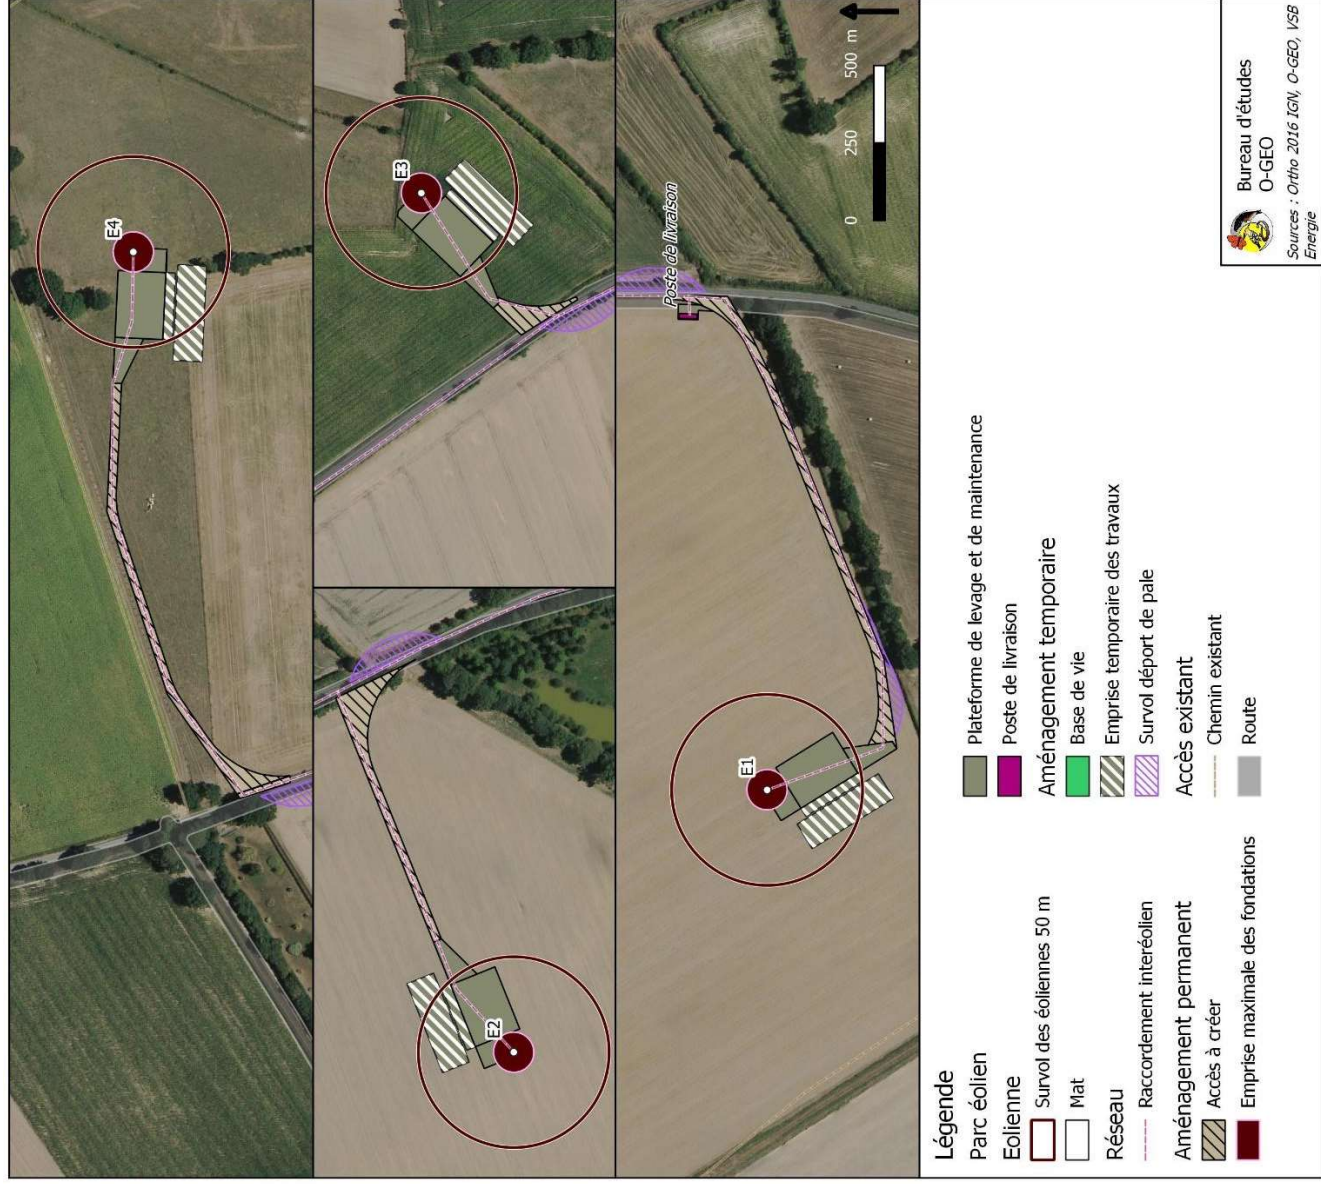 E4
E3
E2
E1
Poste de livraison
0 250 500 m
Légende
Parc éolien
Eolienne
Survol des éoliennes 50 m
Mat
Réseau
Raccordement interéolien
Aménagement permanent
Accès à créer
Emprise maximale des fondations
Plateforme de levage et de maintenance
Poste de livraison
Aménagement temporaire
Base de vie
Emprise temporaire des travaux
Survol déport de pale
Accès existant
Chemin existant
Route
Bureau d'études
O-GEO
Sources : Ortho 2016 IGN, O-GEO, VSB
Energie